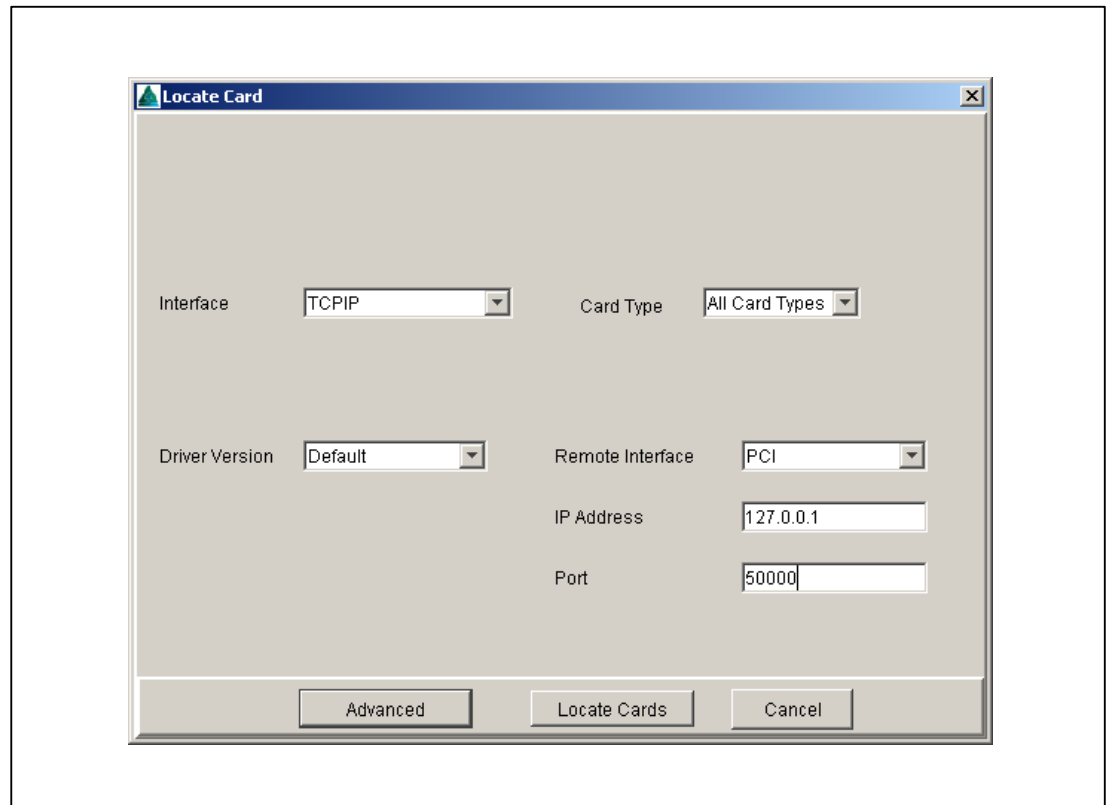 Locate Card
Interface TCPIP Card Type All Card Types
Driver Version Default Remote Interface PCI
IP Address 127.0.0.1
Port 50000
Advanced Locate Cards Cancel